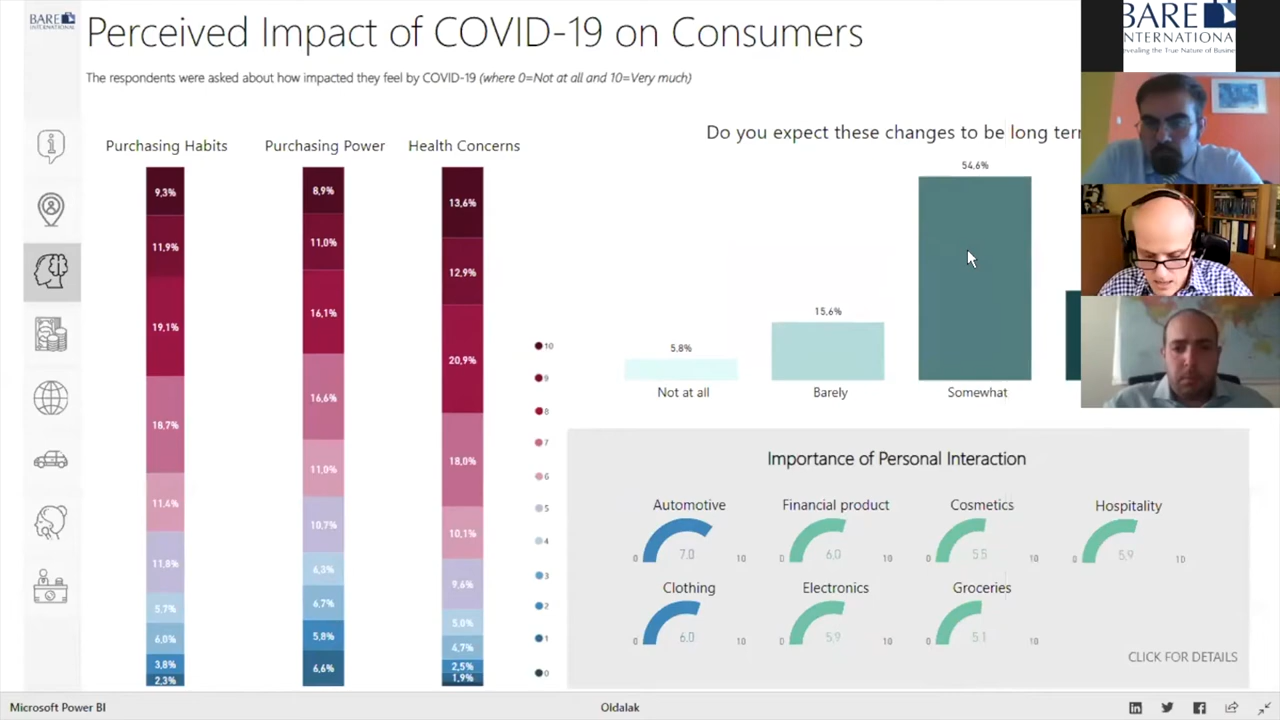 BARE
INTERNATIONAL
Perceived Impact of COVID-19 on Consumers
The respondents were asked about how impacted they feel by COVID-19 (where 0=Not at all and 10=Very much)
BARE
INTERNATIONA
evealing the True Nature of Busine
Purchasing Habits
9,3%
11,9%
19,1%
18,7%
11,4%
11,8%
5,7%
6,0%
3,8%
2,3%
Purchasing Power
8,9%
11,0%
16,1%
16,6%
11,0%
10,7%
6,3%
6,7%
5,8%
6,6%
Health Concerns
13,6%
12,9%
20,9%
18,0%
10,1%
9,6%
5,0%
4,7%
2,5%
1,9%
10
9
8
7
6
5
4
3
2
1
0
Do you expect these changes to be long ter
5.8%
15,6%
54.6%
Not at all
Barely
Somewhat
Importance of Personal Interaction
Automotive
0 7.0 10
Financial product
0 6.0 10
Cosmetics
0 5.5 10
Hospitality
0 5.9 10
Clothing
0 6.0 10
Electronics
0 5.9 10
Groceries
0 5.1 10
CLICK FOR DETAILS
Microsoft Power BI
Oldalak